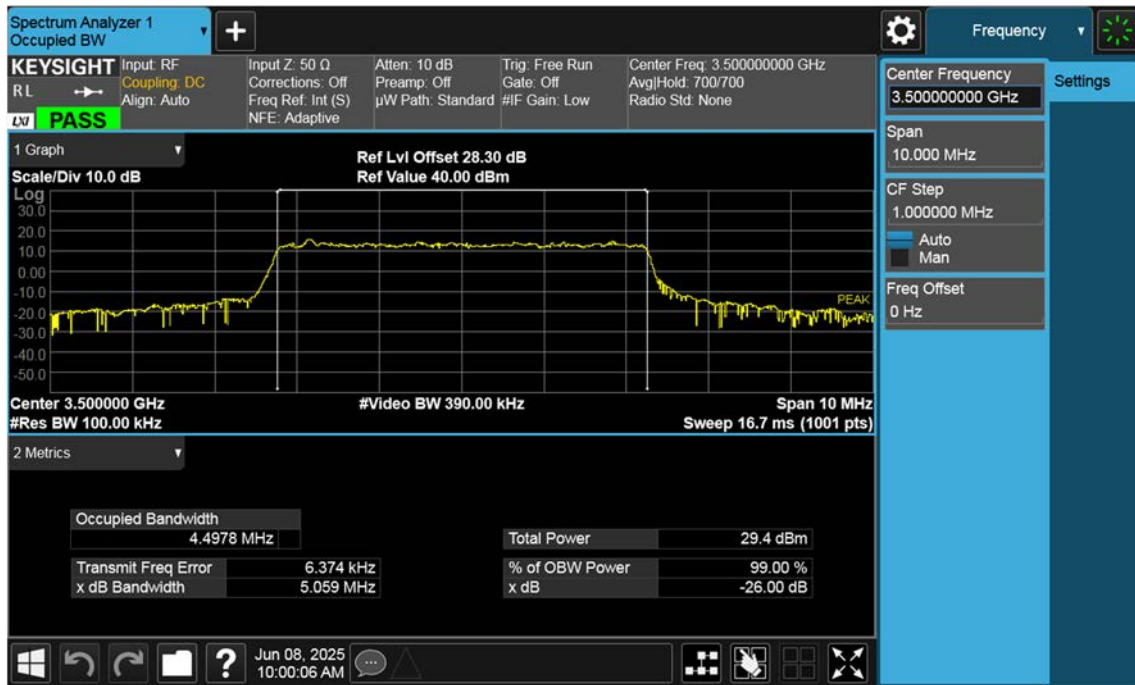 Spectrum Analyzer 1
Occupied BW
Frequency
KEYSIGHT
RL
LXI PASS
Input: RF
Coupling: DC
Align: Auto
Input Z: 50 Ω
Corrections: Off
Freq Ref: Int (S)
NFE: Adaptive
Atten: 10 dB
Preamp: Off
µW Path: Standard
Trig: Free Run
Gate: Off
#IF Gain: Low
Center Freq: 3.500000000 GHz
Avg|Hold: 700/700
Radio Std: None
Center Frequency
3.500000000 GHz
Settings
Span
10.000 MHz
CF Step
1.000000 MHz
Auto
Man
Freq Offset
0 Hz
1 Graph
Scale/Div 10.0 dB
Ref Lvl Offset 28.30 dB
Ref Value 40.00 dBm
Log
30.0
20.0
10.0
0.00
-10.0
-20.0
-30.0
-40.0
-50.0
PEAK
Center 3.500000 GHz
#Res BW 100.00 kHz
#Video BW 390.00 kHz
Span 10 MHz
Sweep 16.7 ms (1001 pts)
2 Metrics
Occupied Bandwidth
4.4978 MHz
Total Power 29.4 dBm
Transmit Freq Error 6.374 kHz
% of OBW Power 99.00 %
x dB Bandwidth 5.059 MHz
x dB -26.00 dB
?
Jun 08, 2025
10:00:06 AM